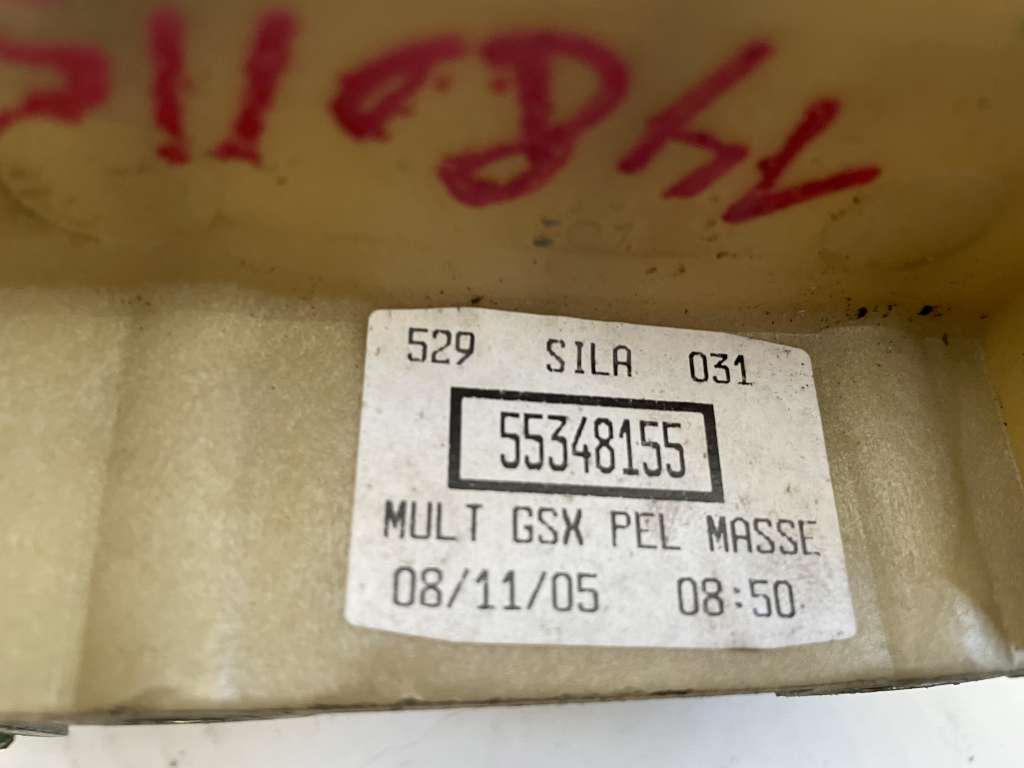 529 SILA 031
55348155
MULT GSX PEL MASSE
08/11/05 08:50